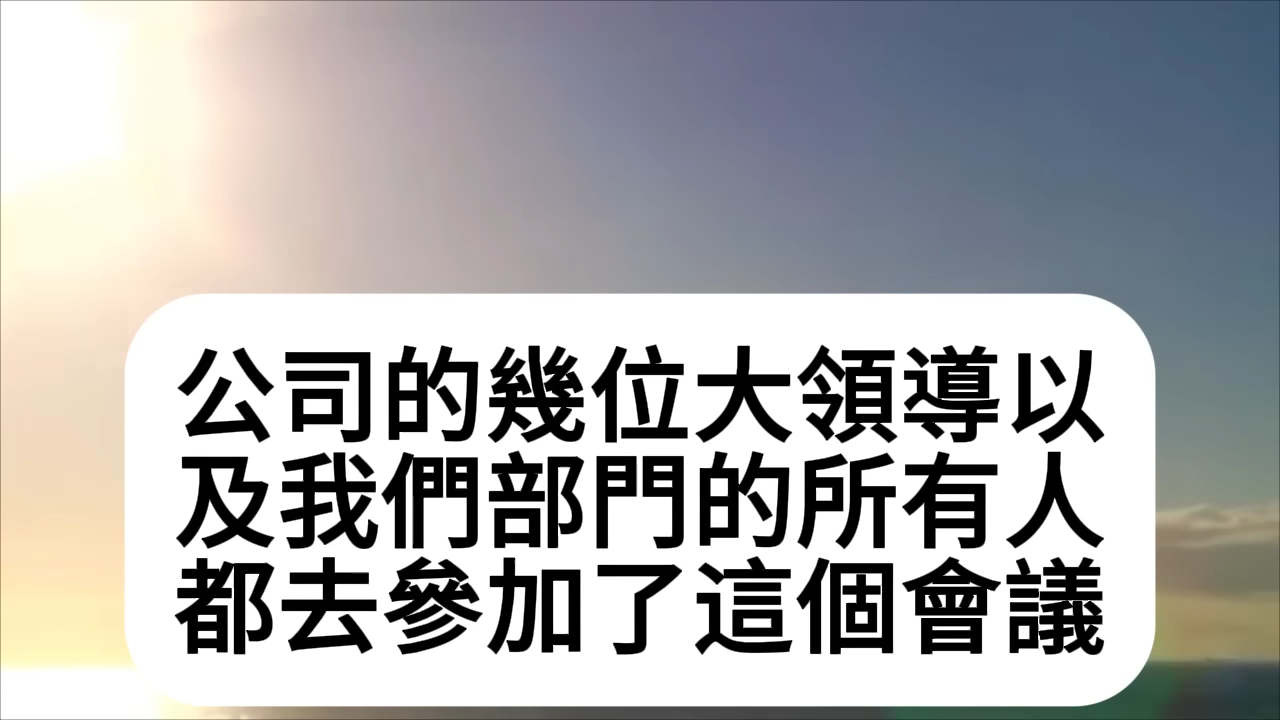 公司的幾位大領導以
及我們部門的所有人
都去參加了這個會議